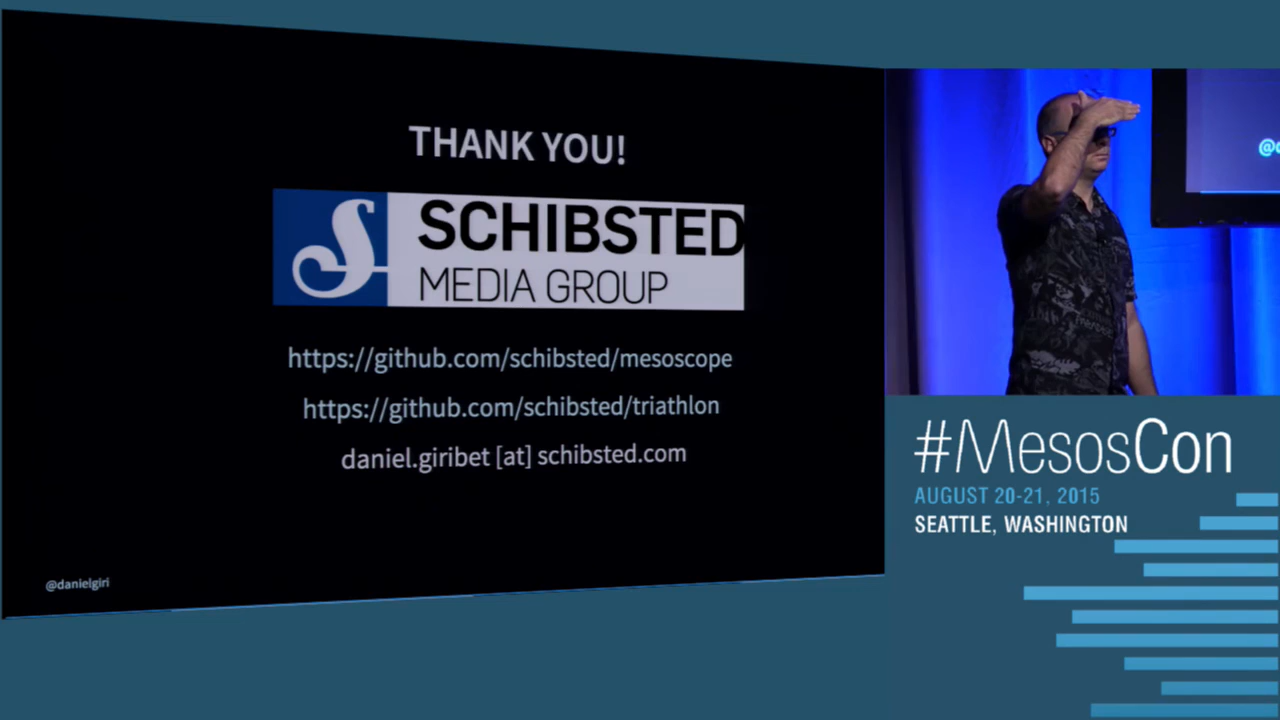 THANK YOU!
SCHIBSTED
MEDIA GROUP
https://github.com/schibsted/mesoscope
https://github.com/schibsted/triathlon
daniel.giribet [at] schibsted.com
@danielgiri
#MesosCon
AUGUST 20-21, 2015
SEATTLE, WASHINGTON